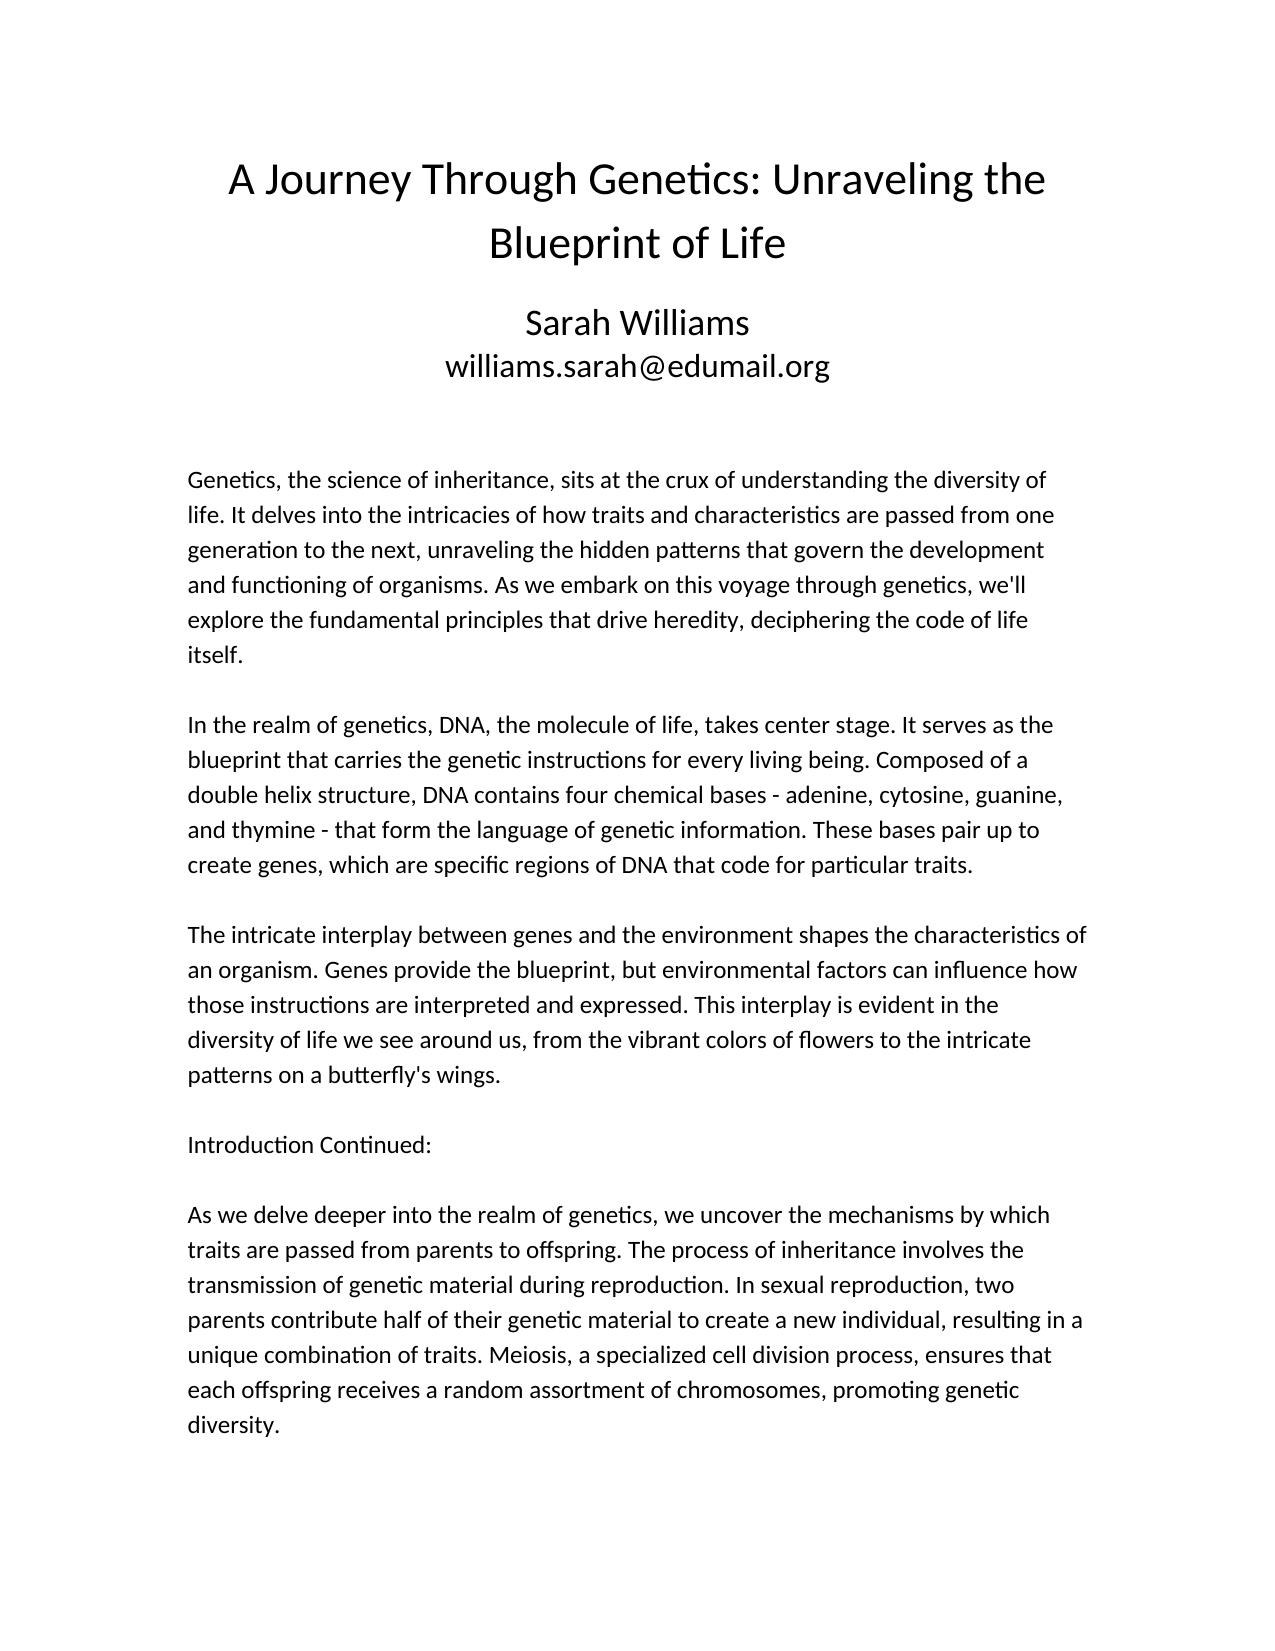 A Journey Through Genetics: Unraveling the
Blueprint of Life
Sarah Williams
williams.sarah@edumail.org
Genetics, the science of inheritance, sits at the crux of understanding the diversity of
life. It delves into the intricacies of how traits and characteristics are passed from one
generation to the next, unraveling the hidden patterns that govern the development
and functioning of organisms. As we embark on this voyage through genetics, we'll
explore the fundamental principles that drive heredity, deciphering the code of life
itself.
In the realm of genetics, DNA, the molecule of life, takes center stage. It serves as the
blueprint that carries the genetic instructions for every living being. Composed of a
double helix structure, DNA contains four chemical bases - adenine, cytosine, guanine,
and thymine - that form the language of genetic information. These bases pair up to
create genes, which are specific regions of DNA that code for particular traits.
The intricate interplay between genes and the environment shapes the characteristics of
an organism. Genes provide the blueprint, but environmental factors can influence how
those instructions are interpreted and expressed. This interplay is evident in the
diversity of life we see around us, from the vibrant colors of flowers to the intricate
patterns on a butterfly's wings.
Introduction Continued:
As we delve deeper into the realm of genetics, we uncover the mechanisms by which
traits are passed from parents to offspring. The process of inheritance involves the
transmission of genetic material during reproduction. In sexual reproduction, two
parents contribute half of their genetic material to create a new individual, resulting in a
unique combination of traits. Meiosis, a specialized cell division process, ensures that
each offspring receives a random assortment of chromosomes, promoting genetic
diversity.